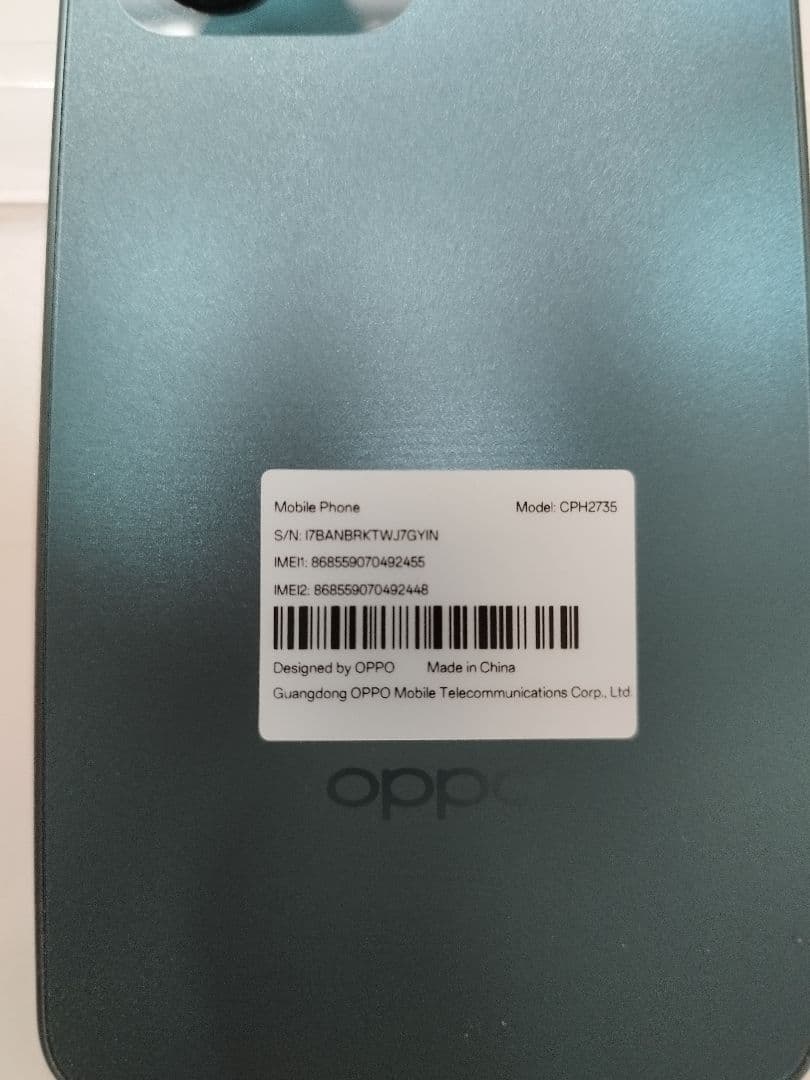 Mobile Phone Model: CPH2735
S/N: I7BANBRKTWJ7GYIN
IMEI1: 868559070492455
IMEI2: 868559070492448
Designed by OPPO Made in China
Guangdong OPPO Mobile Telecommunications Corp., Ltd.
oppo